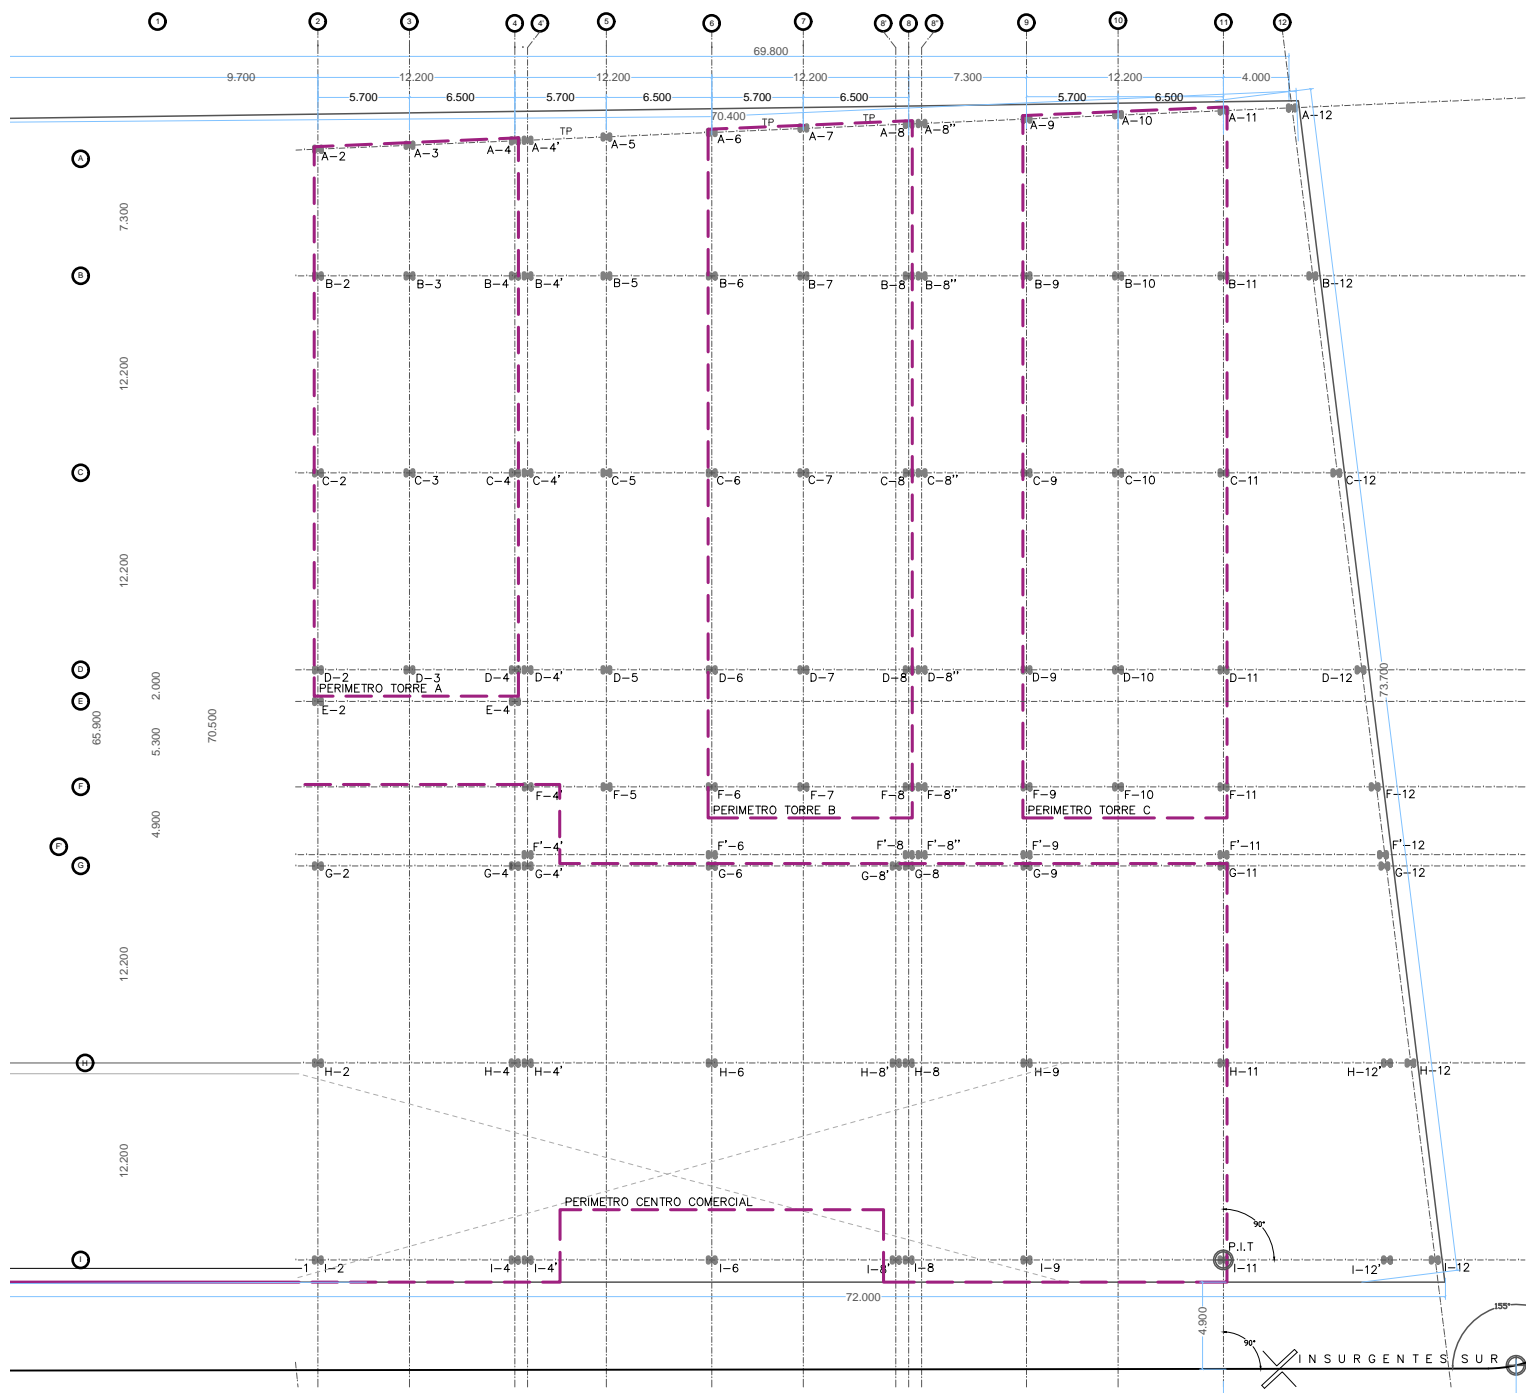 1 2 3 4 4' 5 6 7 8' 8 8" 9 10 11 12
69.800
9.700 12.200 12.200 12.200 7.300 12.200 4.000
5.700 6.500 5.700 6.500 5.700 6.500 5.700 6.500
70.400
TP TP TP
A
A-2 A-3 A-4 A-4' A-5 A-6 A-7 A-8 A-8'' A-9 A-10 A-11 A-12
7.300
B
B-2 B-3 B-4 B-4' B-5 B-6 B-7 B-8 B-8'' B-9 B-10 B-11 B-12
12.200
C
C-2 C-3 C-4 C-4' C-5 C-6 C-7 C-8 C-8'' C-9 C-10 C-11 C-12
12.200
D
D-2 D-3 D-4 D-4' D-5 D-6 D-7 D-8 D-8'' D-9 D-10 D-11 D-12
73.700
2.000
PERIMETRO TORRE A
E
E-2 E-4
65.900 5.300 70.500
F
F-4' F-5 F-6 F-7 F-8 F-8'' F-9 F-10 F-11 F-12
PERIMETRO TORRE B PERIMETRO TORRE C
4.900
F'
F'-4' F'-6 F'-8 F'-8'' F'-9 F'-11 F'-12
G
G-2 G-4 G-4' G-6 G-8' G-8 G-9 G-11 G-12
12.200
H
H-2 H-4 H-4' H-6 H-8' H-8 H-9 H-11 H-12' H-12
12.200
PERIMETRO CENTRO COMERCIAL
90°
P.I.T
I
1 I-2 I-4 I-4' I-6 I-8' I-8 I-9 I-11 I-12' I-12
72.000
4.900
90°
155°
INSURGENTES SUR